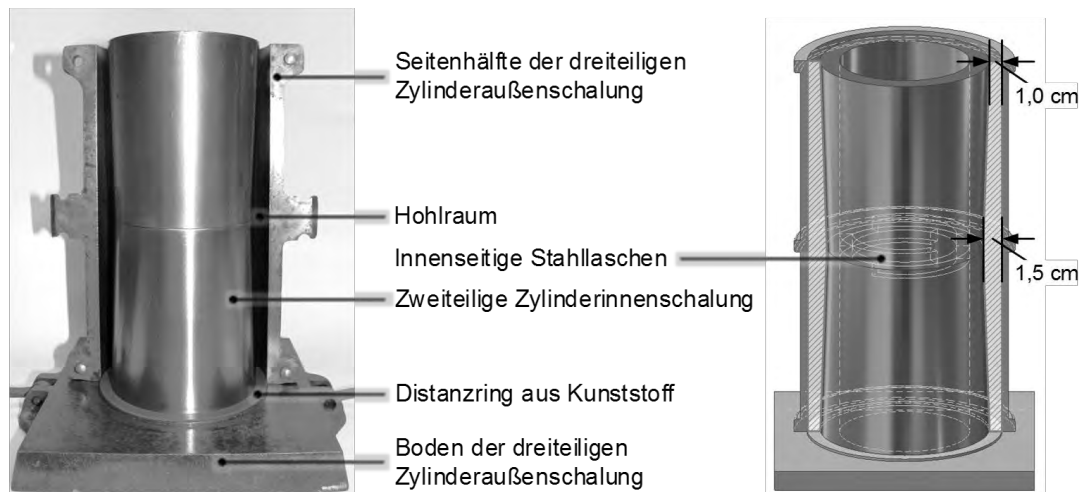 Seitenhälfte der dreiteiligen
Zylinderaußenschalung
1,0 cm
Hohlraum
Innenseitige Stahllaschen
1,5 cm
Zweiteilige Zylinderinnenschalung
Distanzring aus Kunststoff
Boden der dreiteiligen
Zylinderaußenschalung